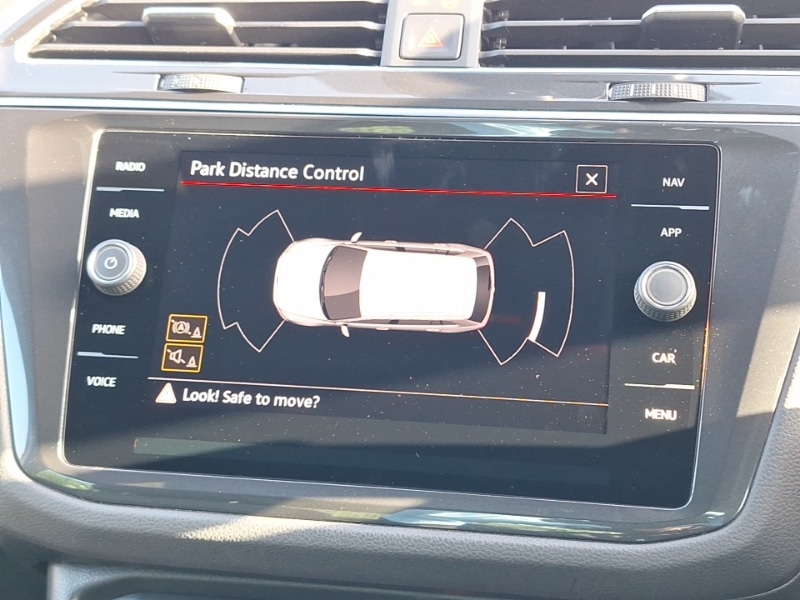 RADIO
MEDIA
PHONE
VOICE
Park Distance Control
Look! Safe to move?
NAV
APP
CAR
MENU